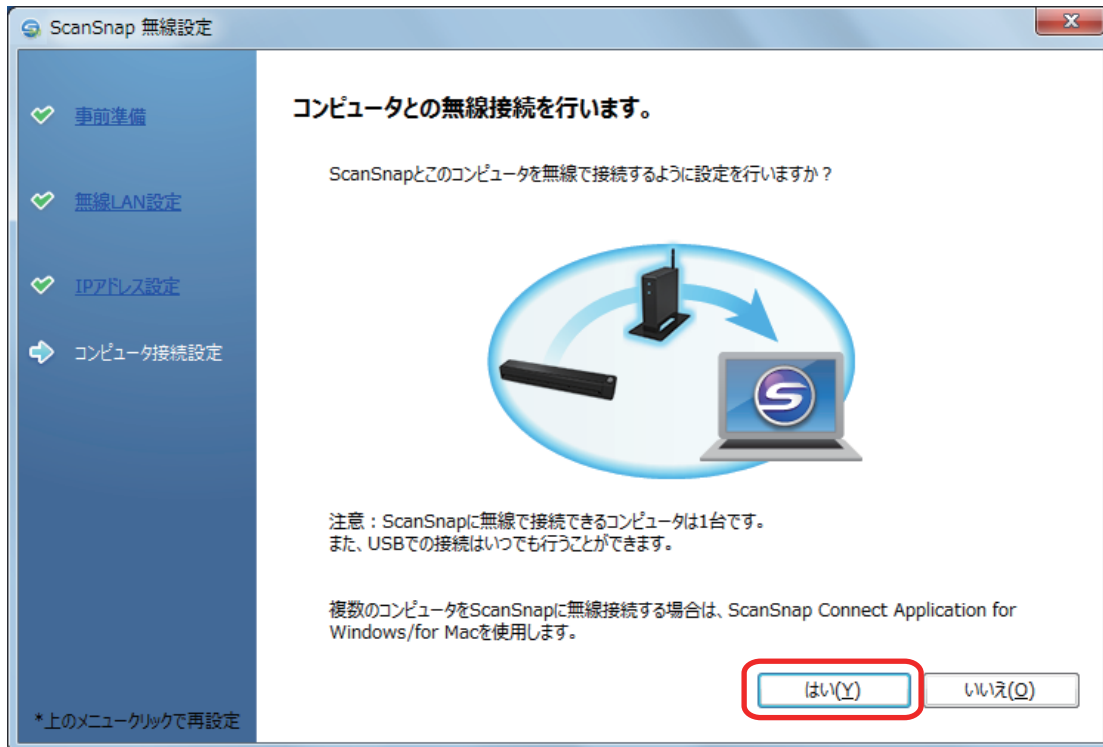 ScanSnap 無線設定
事前準備
無線LAN設定
IPアドレス設定
コンピュータ接続設定
*上のメニュークリックで再設定
コンピュータとの無線接続を行います。
ScanSnapとこのコンピュータを無線で接続するように設定を行いますか？
注意：ScanSnapに無線で接続できるコンピュータは1台です。
また、USBでの接続はいつでも行うことができます。
複数のコンピュータをScanSnapに無線接続する場合は、ScanSnap Connect Application for
Windows/for Macを使用します。
はい(Y)
いいえ(O)